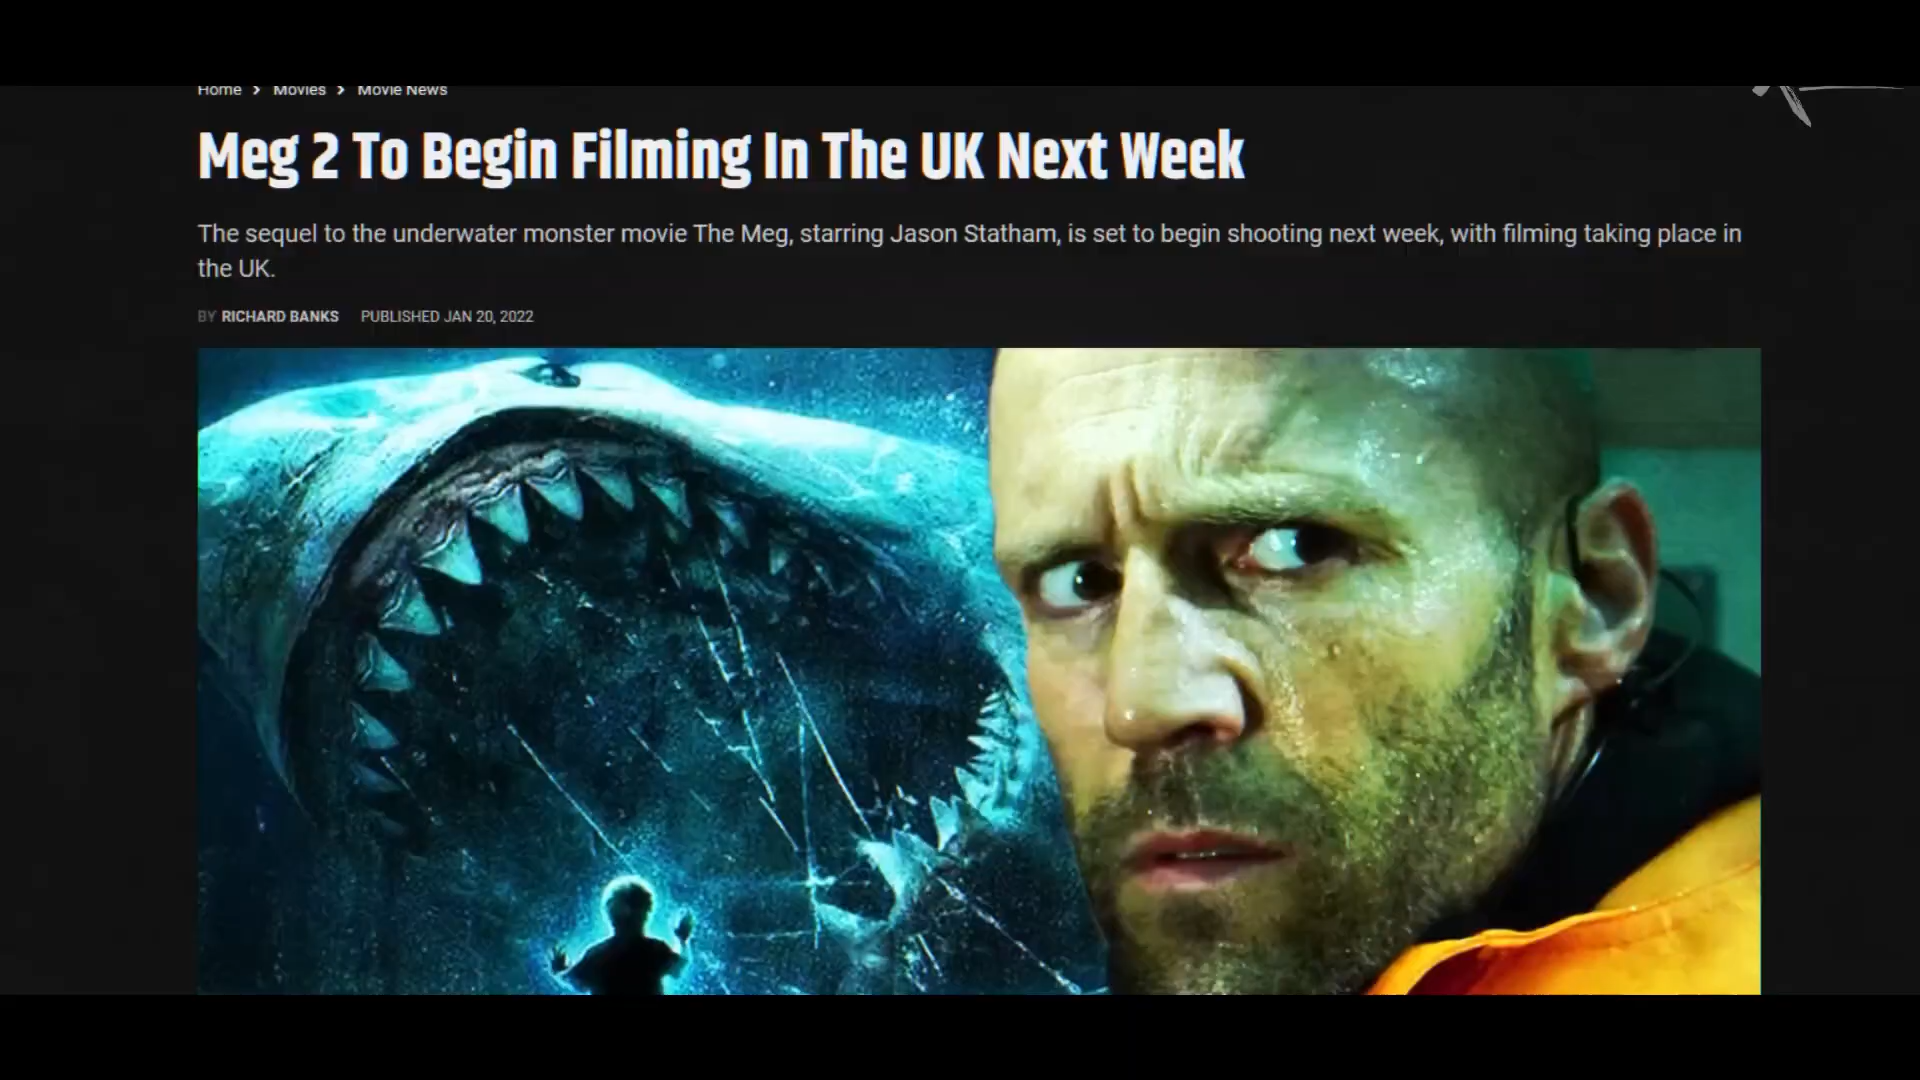 Home > Movies > Movie News
Meg 2 To Begin Filming In The UK Next Week
The sequel to the underwater monster movie The Meg, starring Jason Statham, is set to begin shooting next week, with filming taking place in
the UK.
BY RICHARD BANKS PUBLISHED JAN 20, 2022